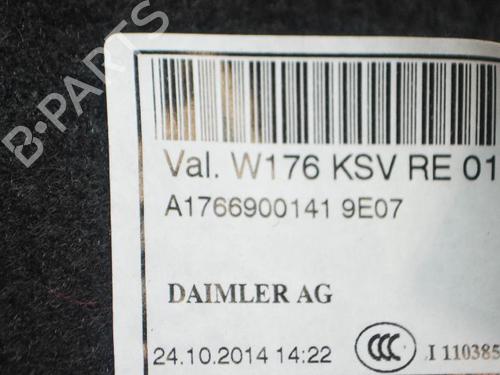 B-PARTS
Val. W176 KSV RE 01
A1766900141 9E07
DAIMLER AG
24.10.2014 14:22
CCC
I 110385